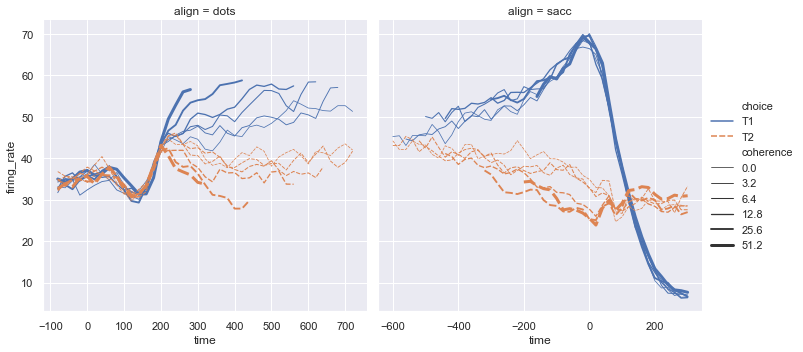 align = dots
align = sacc
firing_rate
70
60
50
40
30
20
10
−100 0 100 200 300 400 500 600 700
time
−600 −400 −200 0 200
time
choice
T1
T2
coherence
0.0
3.2
6.4
12.8
25.6
51.2